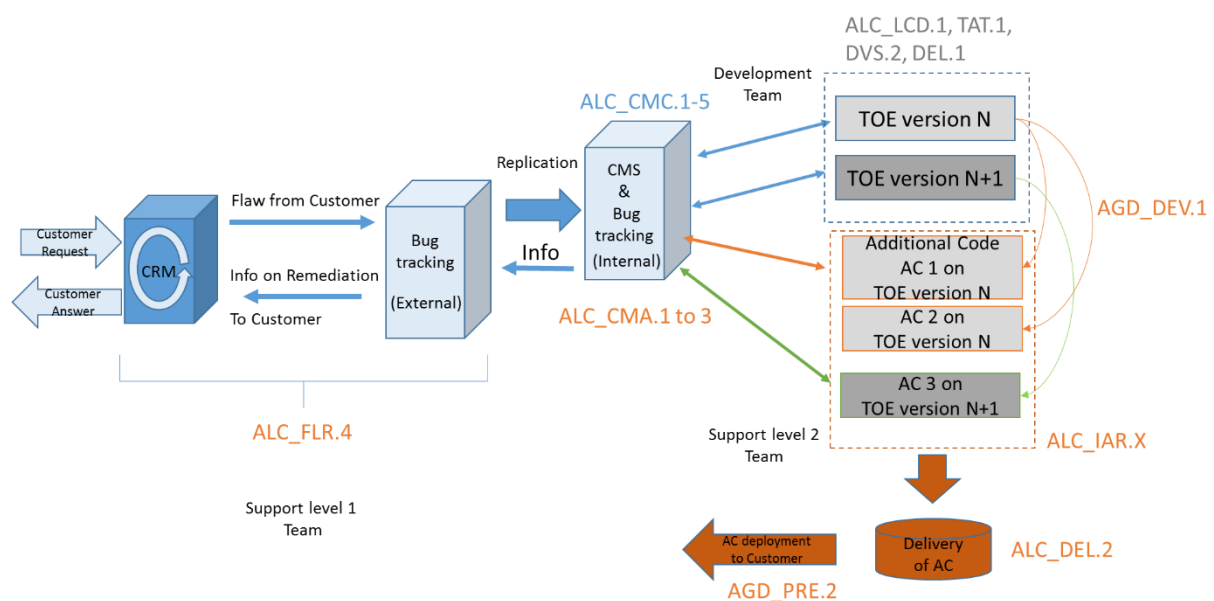 ALC_LCD.1, TAT.1,
DVS.2, DEL.1
Development
Team
ALC_CMC.1-5
TOE version N
TOE version N+1
AGD_DEV.1
Replication
CMS
&
Bug
tracking
(Internal)
Info
Flaw from Customer
Bug
tracking
(External)
Customer
Request
CRM
Info on Remediation
To Customer
Customer
Answer
Additional Code
AC 1 on
TOE version N
AC 2 on
TOE version N
AC 3 on
TOE version N+1
ALC_CMA.1 to 3
ALC_FLR.4
Support level 2
Team
ALC_IAR.X
Support level 1
Team
AC deployment
to Customer
Delivery
of AC
ALC_DEL.2
AGD_PRE.2